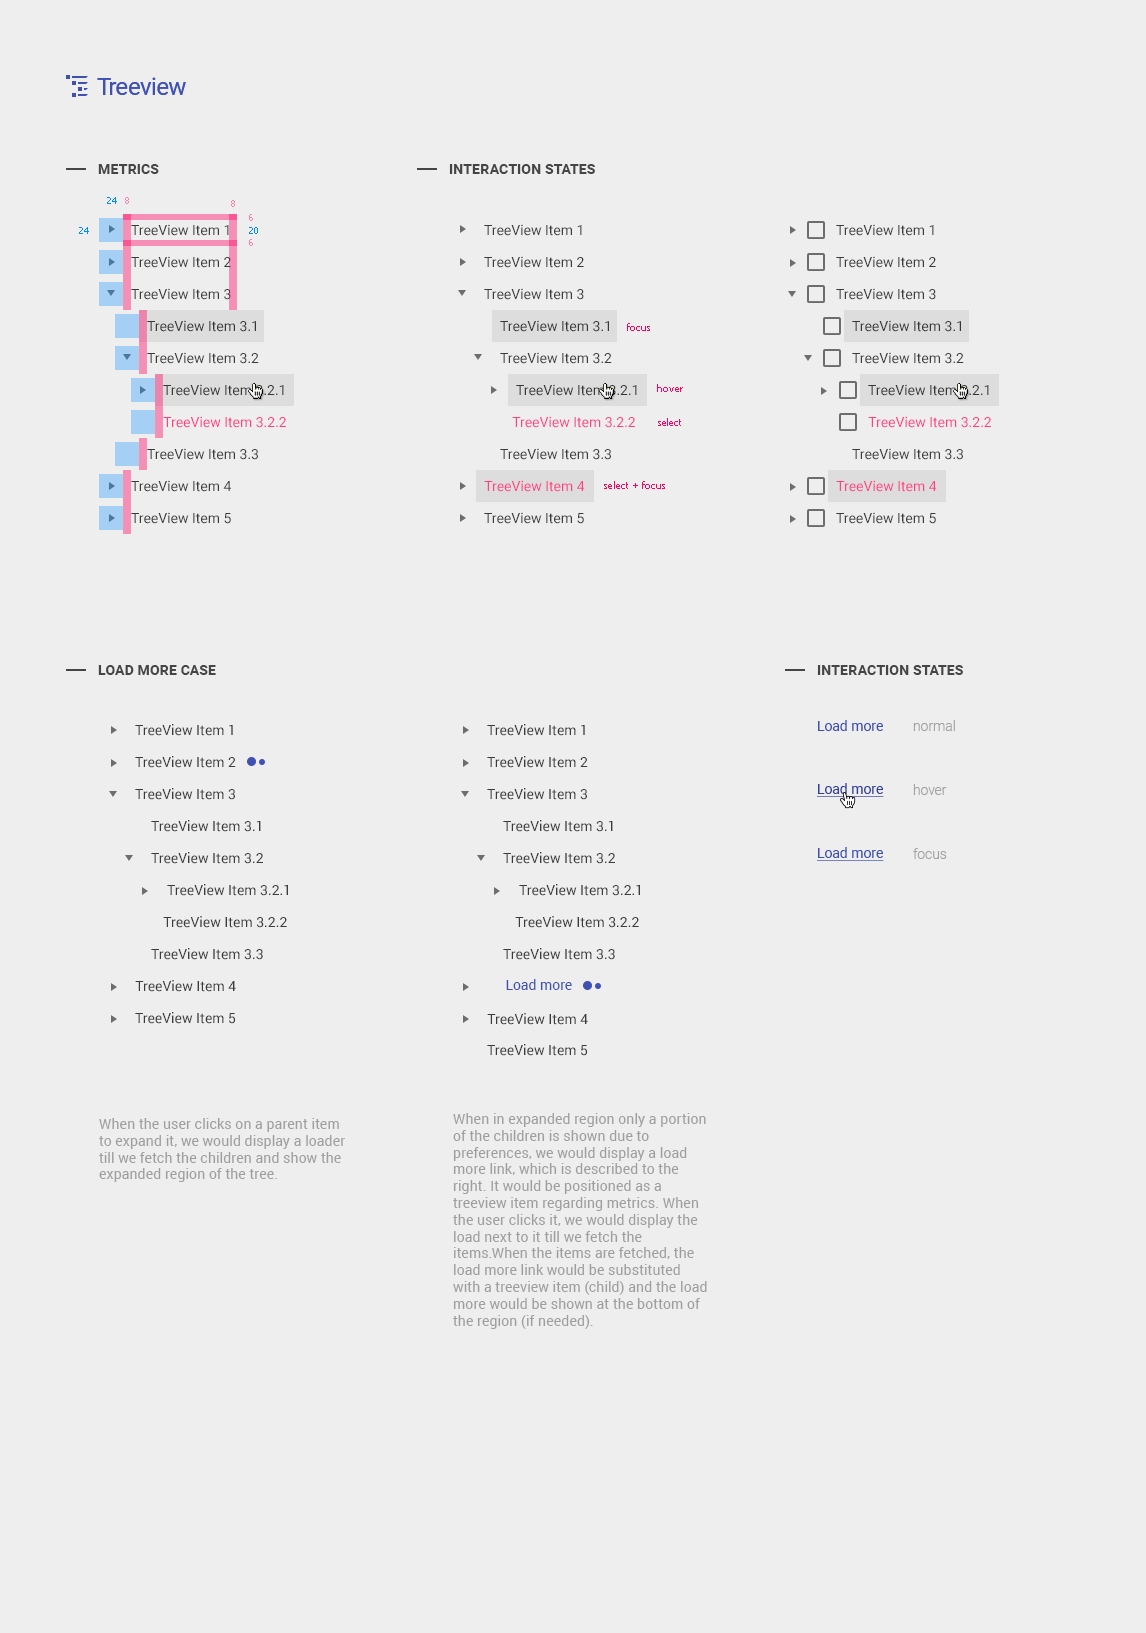 Treeview
METRICS
24 8 8
24 TreeView Item 1 6 20 6
TreeView Item 2
TreeView Item 3
TreeView Item 3.1
TreeView Item 3.2
TreeView Item 3.2.1
TreeView Item 3.2.2
TreeView Item 3.3
TreeView Item 4
TreeView Item 5
INTERACTION STATES
TreeView Item 1
TreeView Item 2
TreeView Item 3
TreeView Item 3.1 focus
TreeView Item 3.2
TreeView Item 3.2.1 hover
TreeView Item 3.2.2 select
TreeView Item 3.3
TreeView Item 4 select + focus
TreeView Item 5
TreeView Item 1
TreeView Item 2
TreeView Item 3
TreeView Item 3.1
TreeView Item 3.2
TreeView Item 3.2.1
TreeView Item 3.2.2
TreeView Item 3.3
TreeView Item 4
TreeView Item 5
LOAD MORE CASE
TreeView Item 1
TreeView Item 2
TreeView Item 3
TreeView Item 3.1
TreeView Item 3.2
TreeView Item 3.2.1
TreeView Item 3.2.2
TreeView Item 3.3
TreeView Item 4
TreeView Item 5
When the user clicks on a parent item
to expand it, we would display a loader
till we fetch the children and show the
expanded region of the tree.
TreeView Item 1
TreeView Item 2
TreeView Item 3
TreeView Item 3.1
TreeView Item 3.2
TreeView Item 3.2.1
TreeView Item 3.2.2
TreeView Item 3.3
Load more
TreeView Item 4
TreeView Item 5
When in expanded region only a portion
of the children is shown due to
preferences, we would display a load
more link, which is described to the
right. It would be positioned as a
treeview item regarding metrics. When
the user clicks it, we would display the
load next to it till we fetch the
items.When the items are fetched, the
load more link would be substituted
with a treeview item (child) and the load
more would be shown at the bottom of
the region (if needed).
INTERACTION STATES
Load more normal
Load more hover
Load more focus